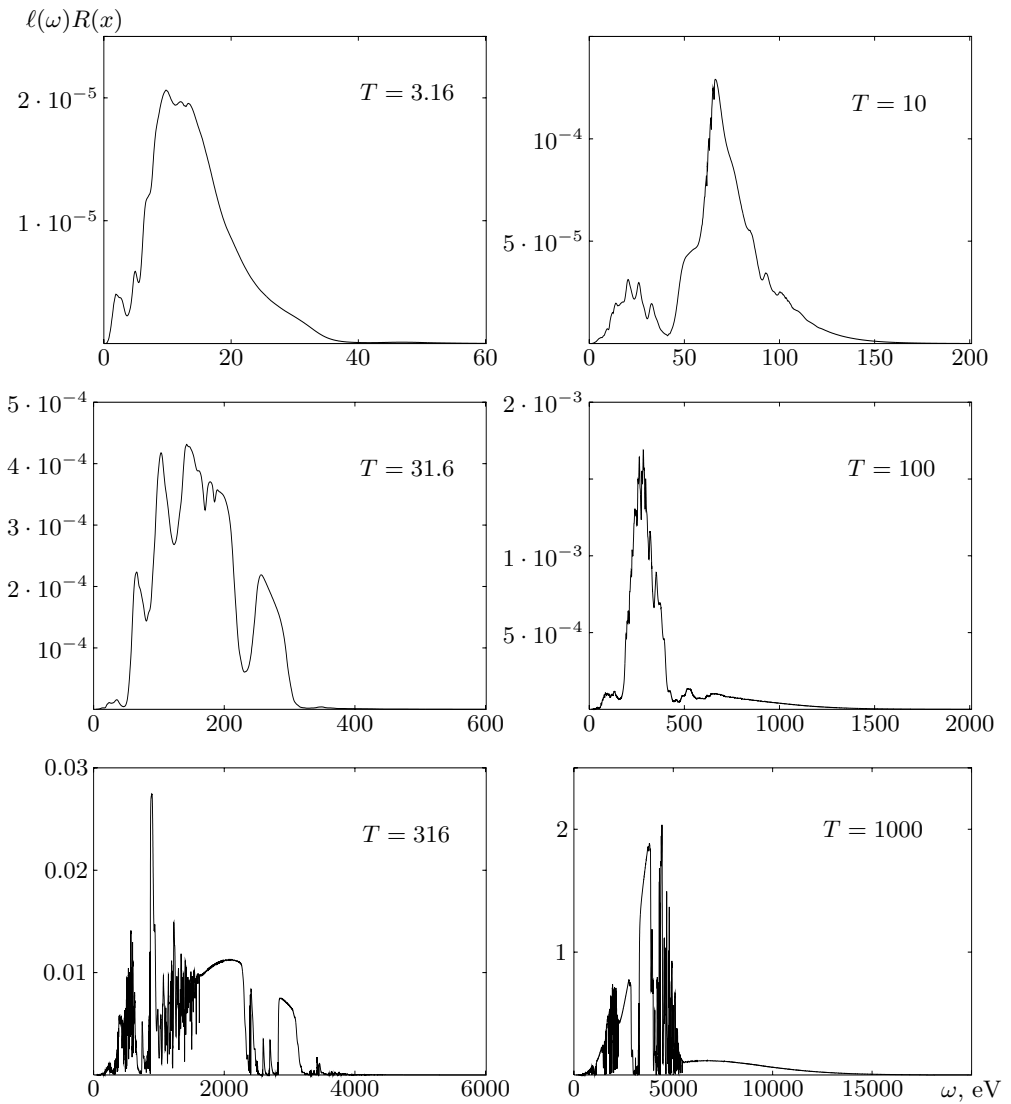 ℓ(ω)R(x)
2 · 10⁻⁵
1 · 10⁻⁵
T = 3.16
0 20 40 60
10⁻⁴
5 · 10⁻⁵
T = 10
0 50 100 150 200
5 · 10⁻⁴
4 · 10⁻⁴
3 · 10⁻⁴
2 · 10⁻⁴
10⁻⁴
T = 31.6
0 200 400 600
2 · 10⁻³
1 · 10⁻³
5 · 10⁻⁴
T = 100
0 500 1000 1500 2000
0.03
0.02
0.01
T = 316
0 2000 4000 6000
2
1
T = 1000
0 5000 10000 15000 ω, eV